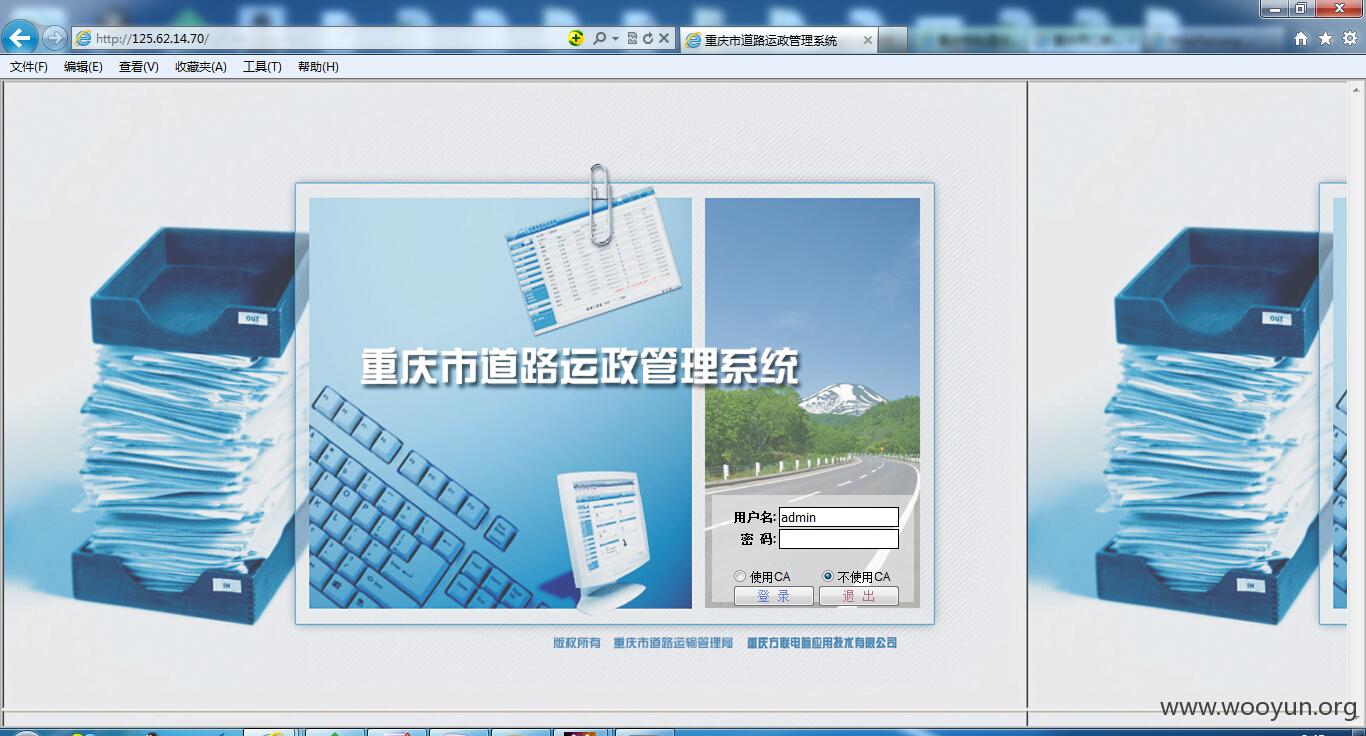 http://125.62.14.70/
重庆市道路运政管理系统
文件(F) 编辑(E) 查看(V) 收藏夹(A) 工具(T) 帮助(H)
OUT
OUT
重庆市道路运政管理系统
用户名: admin
密 码:
使用CA 不使用CA
登 录 退 出
IN
IN
版权所有 重庆市道路运输管理局 重庆方联电脑应用技术有限公司
www.wooyun.org